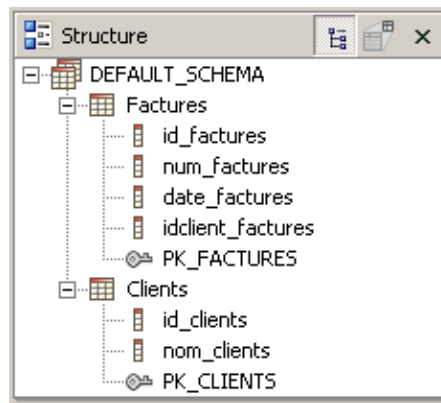 Structure
DEFAULT_SCHEMA
Factures
id_factures
num_factures
date_factures
idclient_factures
PK_FACTURES
Clients
id_clients
nom_clients
PK_CLIENTS